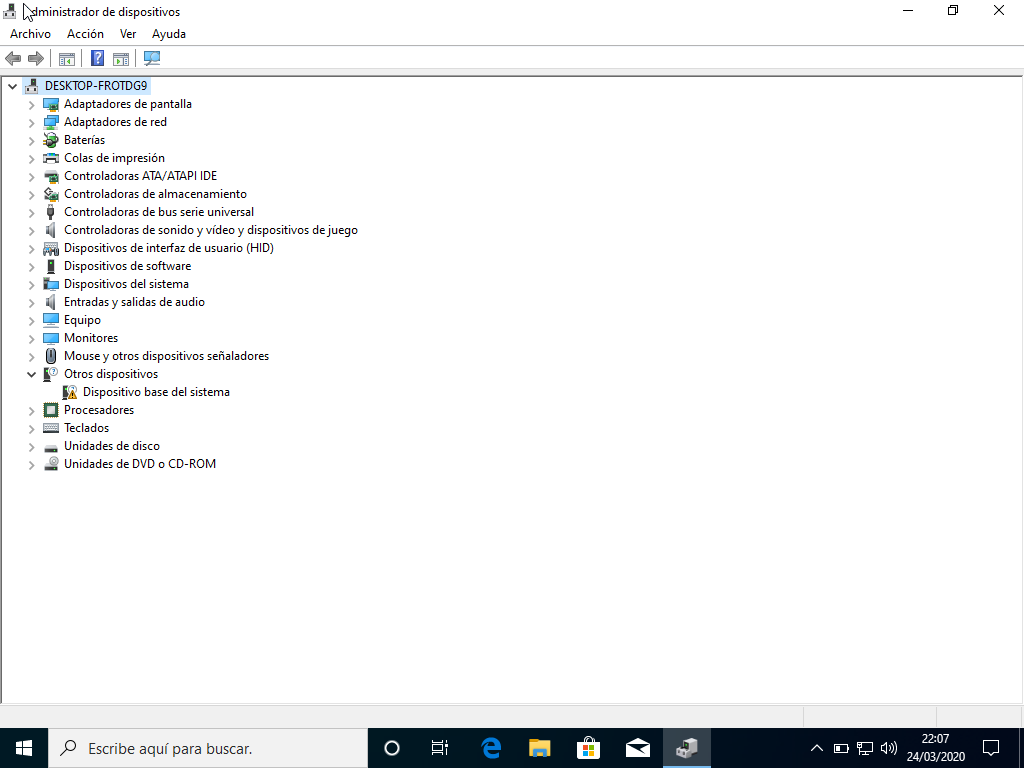 Administrador de dispositivos
Archivo Acción Ver Ayuda
DESKTOP-FROTDG9
Adaptadores de pantalla
Adaptadores de red
Baterías
Colas de impresión
Controladoras ATA/ATAPI IDE
Controladoras de almacenamiento
Controladoras de bus serie universal
Controladoras de sonido y vídeo y dispositivos de juego
Dispositivos de interfaz de usuario (HID)
Dispositivos de software
Dispositivos del sistema
Entradas y salidas de audio
Equipo
Monitores
Mouse y otros dispositivos señaladores
Otros dispositivos
Dispositivo base del sistema
Procesadores
Teclados
Unidades de disco
Unidades de DVD o CD-ROM
Escribe aquí para buscar.
22:07
24/03/2020